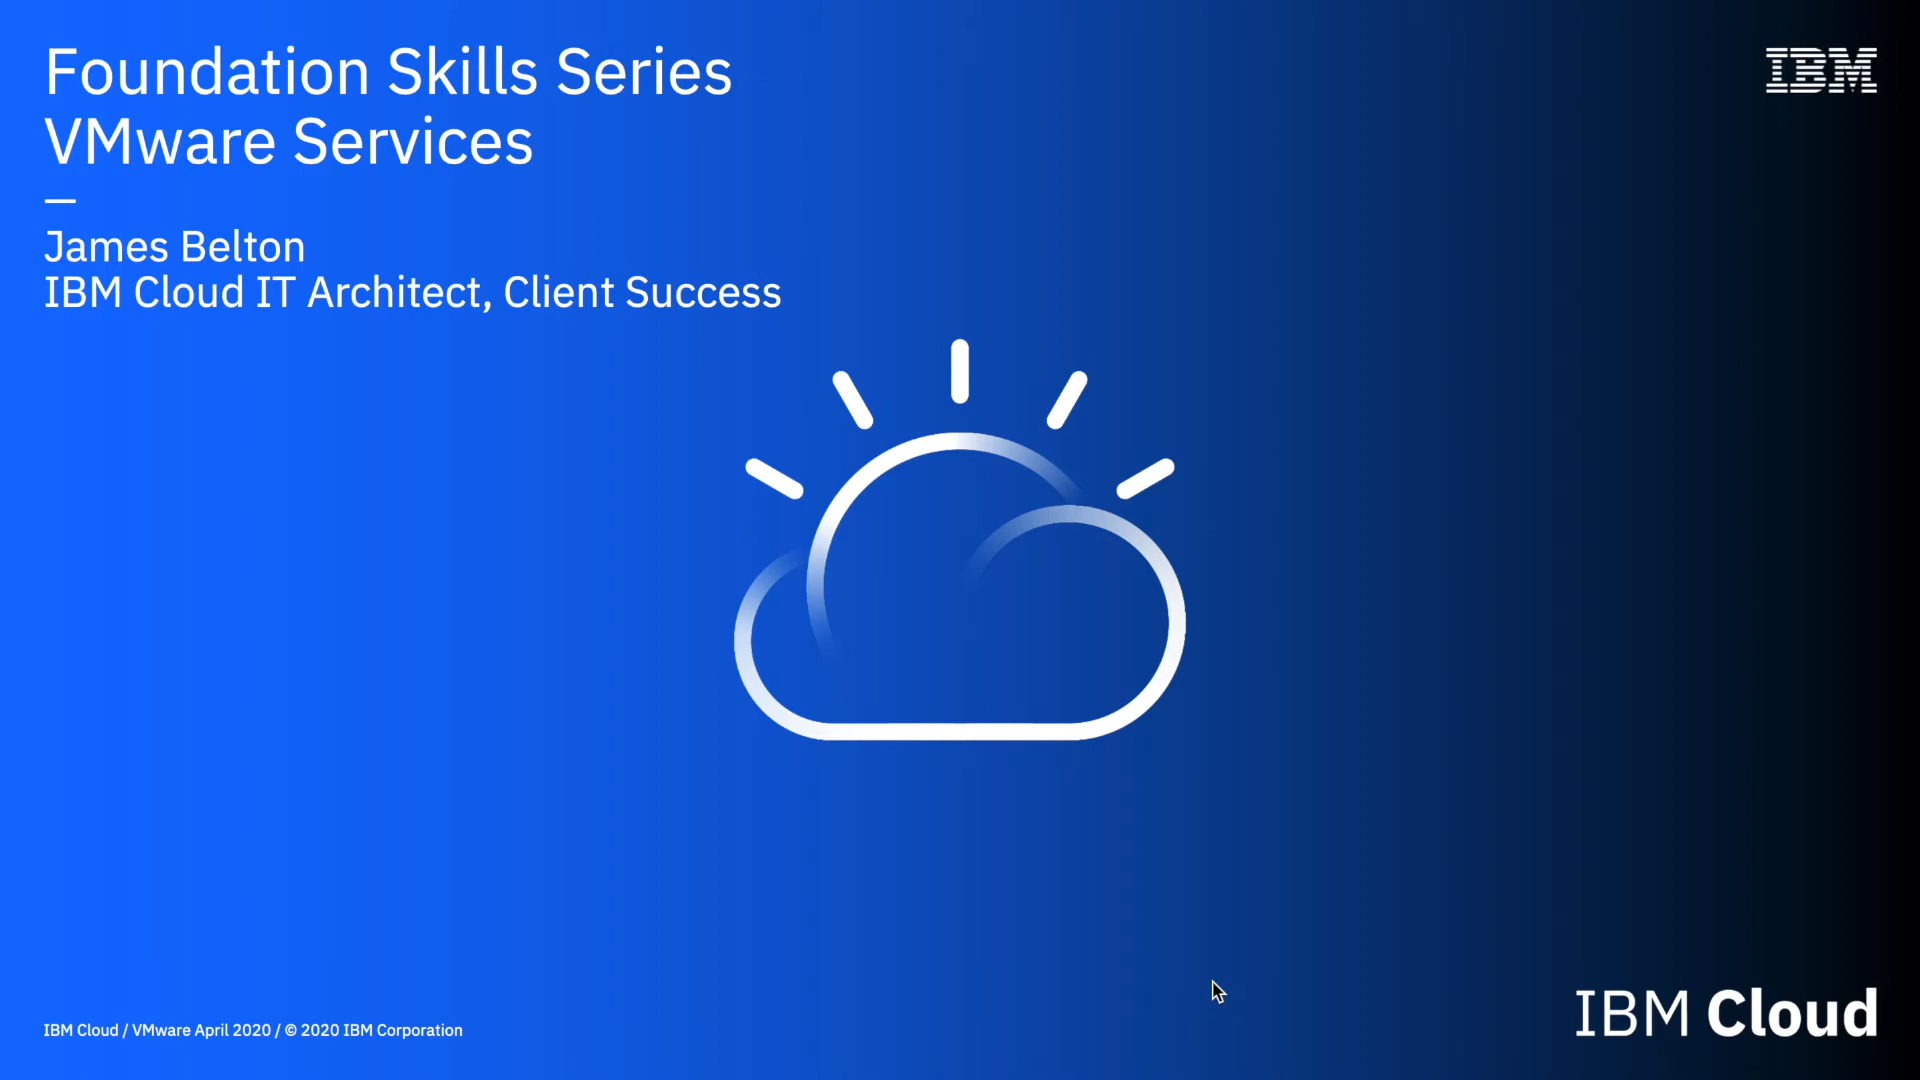 Foundation Skills Series
VMware Services
—
James Belton
IBM Cloud IT Architect, Client Success
IBM
IBM Cloud / VMware April 2020 / © 2020 IBM Corporation
IBM Cloud